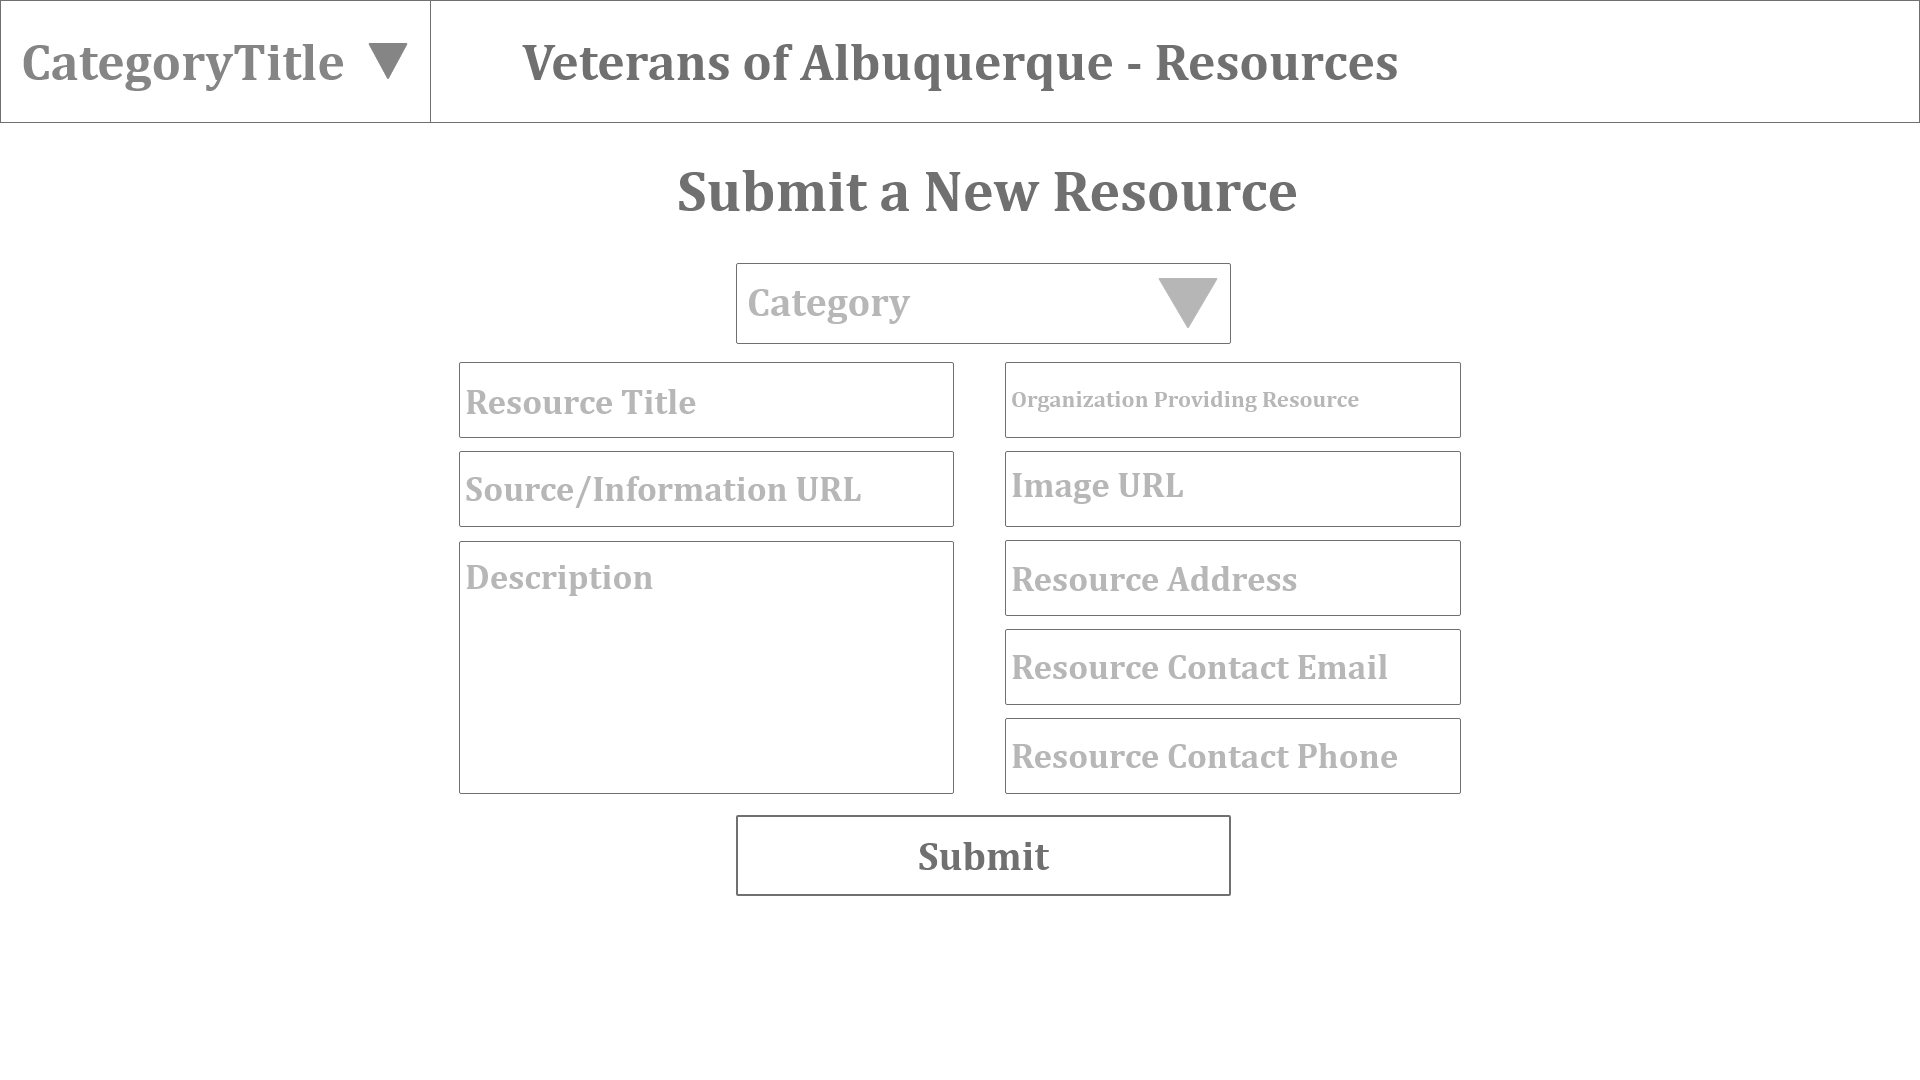 CategoryTitle
Veterans of Albuquerque - Resources
Submit a New Resource
Category
Resource Title
Organization Providing Resource
Source/Information URL
Image URL
Description
Resource Address
Resource Contact Email
Resource Contact Phone
Submit